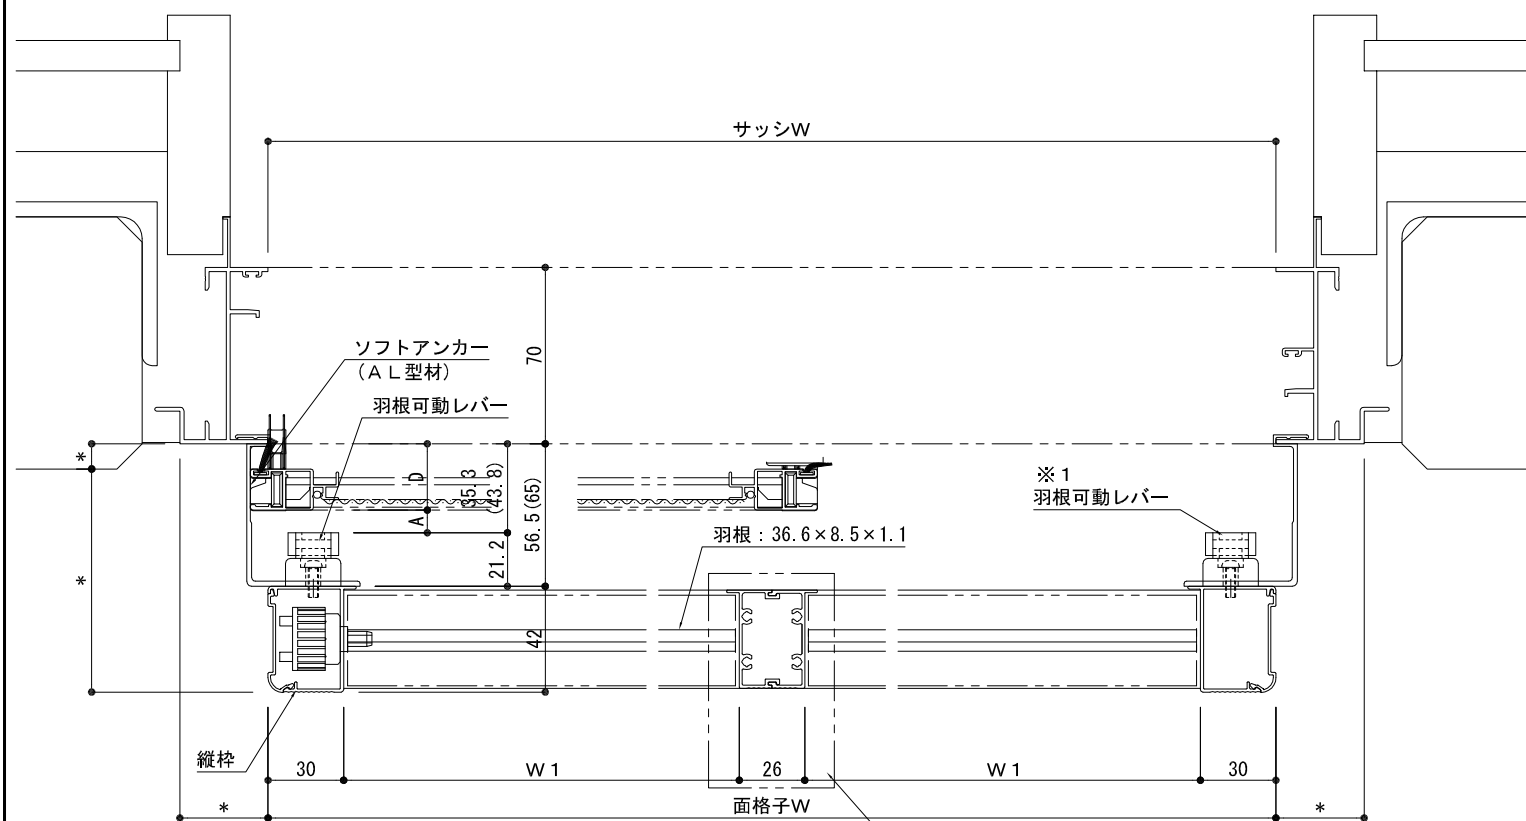 サッシW
ソフトアンカー
(AL型材)
羽根可動レバー
70
*
D
35.3
(43.8)
56.5(65)
A
21.2
※1
羽根可動レバー
羽根：36.6×8.5×1.1
*
42
縦枠
30
W1
26
W1
30
*
面格子W
*